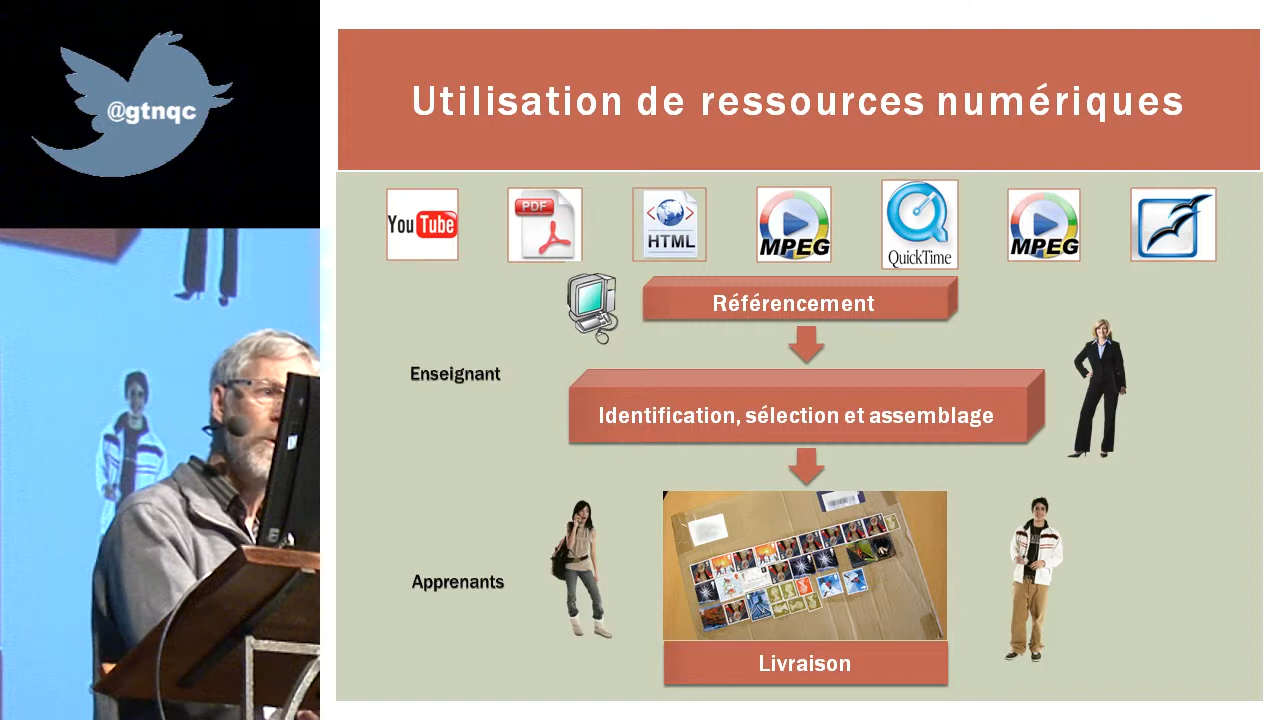 @gtnqc
Utilisation de ressources numériques
You Tube
PDF
HTML
MPEG
QuickTime
MPEG
Référencement
Enseignant
Identification, sélection et assemblage
Apprenants
Livraison